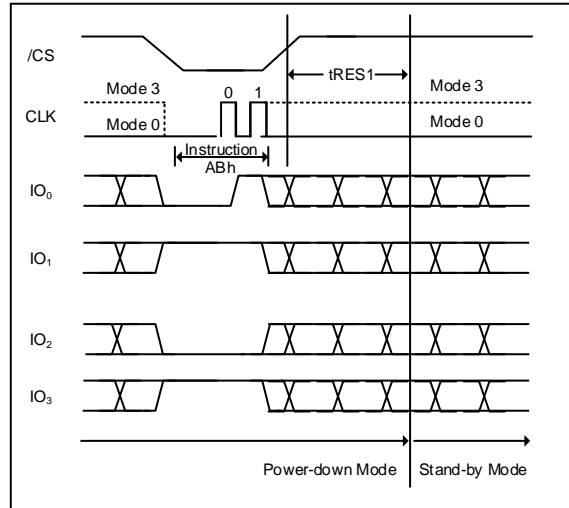 /CS
tRES1
Mode 3
0 1
Mode 3
CLK
Mode 0
Mode 0
Instruction
ABh
IO₀
IO₁
IO₂
IO₃
Power-down Mode
Stand-by Mode